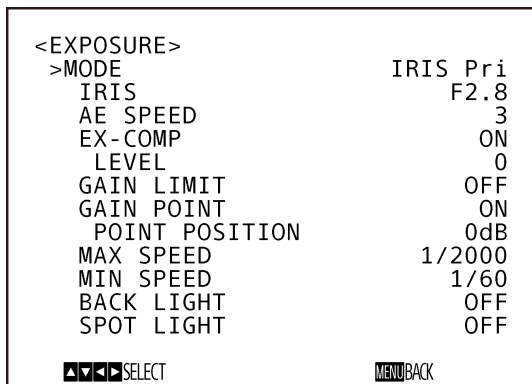 <EXPOSURE>
>MODE IRIS Pri
IRIS F2.8
AE SPEED 3
EX-COMP ON
LEVEL 0
GAIN LIMIT OFF
GAIN POINT ON
POINT POSITION 0dB
MAX SPEED 1/2000
MIN SPEED 1/60
BACK LIGHT OFF
SPOT LIGHT OFF
▲▼◀▶SELECT MENU BACK